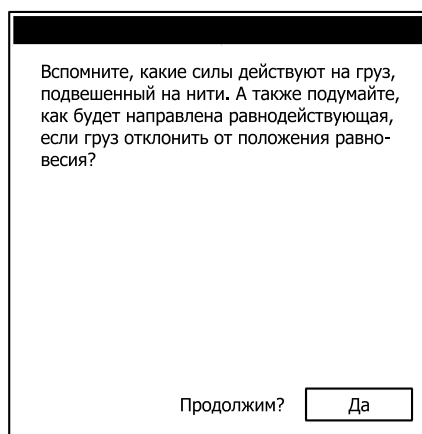 Вспомните, какие силы действуют на груз,
подвешенный на нити. А также подумайте,
как будет направлена равнодействующая,
если груз отклонить от положения равно-
весия?
Продолжим? Да